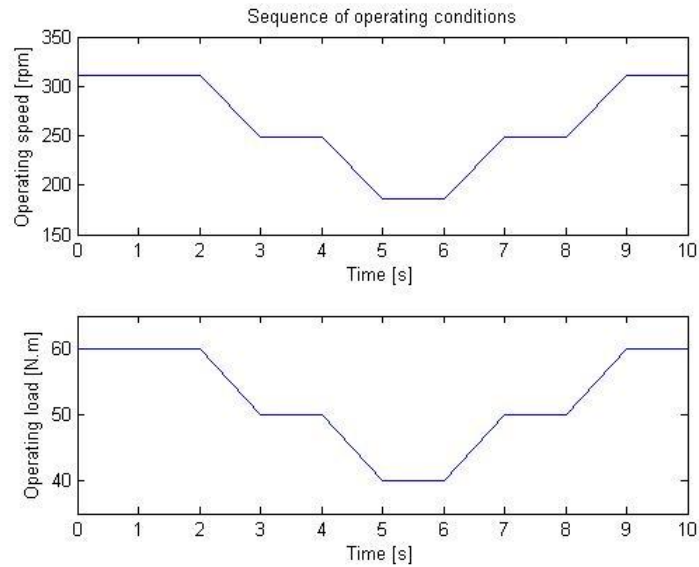 Sequence of operating conditions
350
300
250
200
150
Operating speed [rpm]
0 1 2 3 4 5 6 7 8 9 10
Time [s]
60
50
40
Operating load [N.m]
0 1 2 3 4 5 6 7 8 9 10
Time [s]